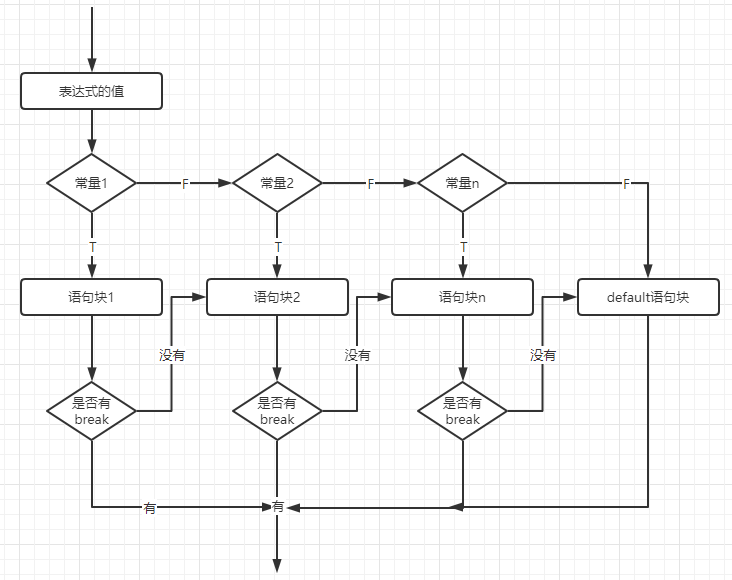 表达式的值
常量1
F
常量2
F
常量n
F
T
T
T
语句块1
语句块2
语句块n
default语句块
没有
没有
没有
是否有
break
是否有
break
是否有
break
有
有